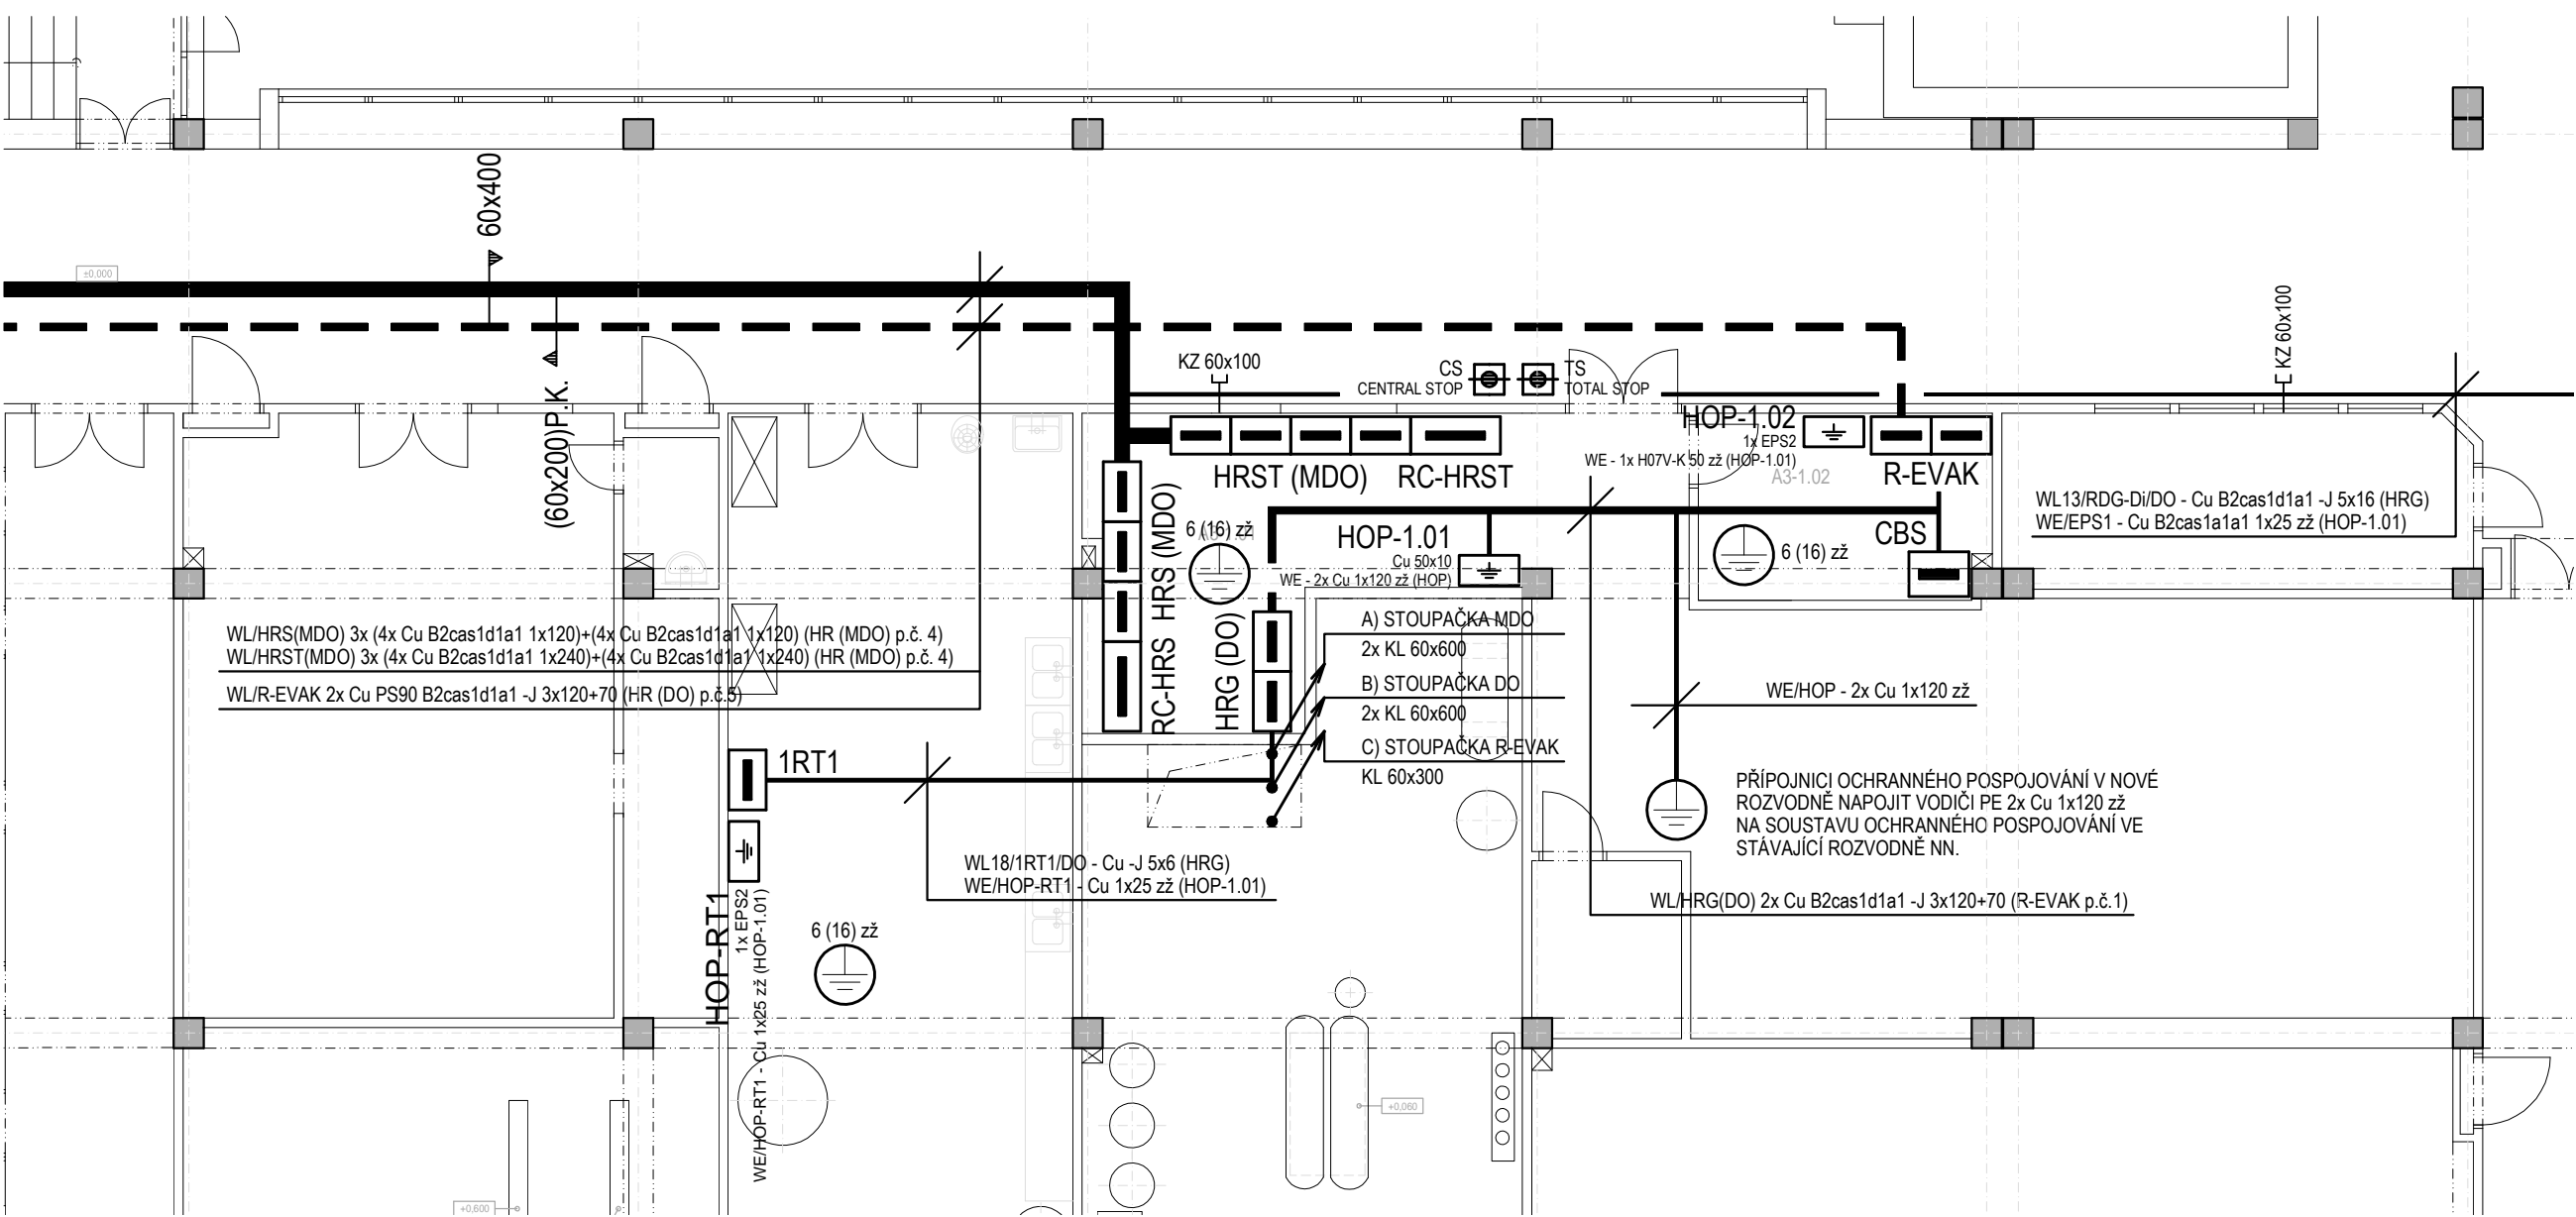 60x400
±0.000
(60x200)P.K.
KZ 60x100
CS
CENTRAL STOP
TS
TOTAL STOP
KZ 60x100
HOP-1.02
1x EPS2
WE - 1x H07V-K 50 zž (HOP-1.01)
A3-1.02
HRST (MDO)
RC-HRST
R-EVAK
WL13/RDG-Di/DO - Cu B2cas1d1a1 -J 5x16 (HRG)
WE/EPS1 - Cu B2cas1a1a1 1x25 zž (HOP-1.01)
HRS (MDO)
RC-HRS
6 (16) zž
HOP-1.01
Cu 50x10
WE - 2x Cu 1x120 zž (HOP)
6 (16) zž
CBS
HRG (DO)
WL/HRS(MDO) 3x (4x Cu B2cas1d1a1 1x120)+(4x Cu B2cas1d1a1 1x120) (HR (MDO) p.č. 4)
WL/HRST(MDO) 3x (4x Cu B2cas1d1a1 1x240)+(4x Cu B2cas1d1a1 1x240) (HR (MDO) p.č. 4)
WL/R-EVAK 2x Cu PS90 B2cas1d1a1 -J 3x120+70 (HR (DO) p.č.5)
A) STOUPAČKA MDO
2x KL 60x600
B) STOUPAČKA DO
2x KL 60x600
C) STOUPAČKA R-EVAK
KL 60x300
WE/HOP - 2x Cu 1x120 zž
1RT1
PŘÍPOJNICI OCHRANNÉHO POSPOJOVÁNÍ V NOVÉ
ROZVODNĚ NAPOJIT VODIČI PE 2x Cu 1x120 zž
NA SOUSTAVU OCHRANNÉHO POSPOJOVÁNÍ VE
STÁVAJÍCÍ ROZVODNĚ NN.
WL18/1RT1/DO - Cu -J 5x6 (HRG)
WE/HOP-RT1 - Cu 1x25 zž (HOP-1.01)
WL/HRG(DO) 2x Cu B2cas1d1a1 -J 3x120+70 (R-EVAK p.č.1)
HOP-RT1
1x EPS2
WE/HOP-RT1 - Cu 1x25 zž (HOP-1.01)
6 (16) zž
+0,060
+0,600